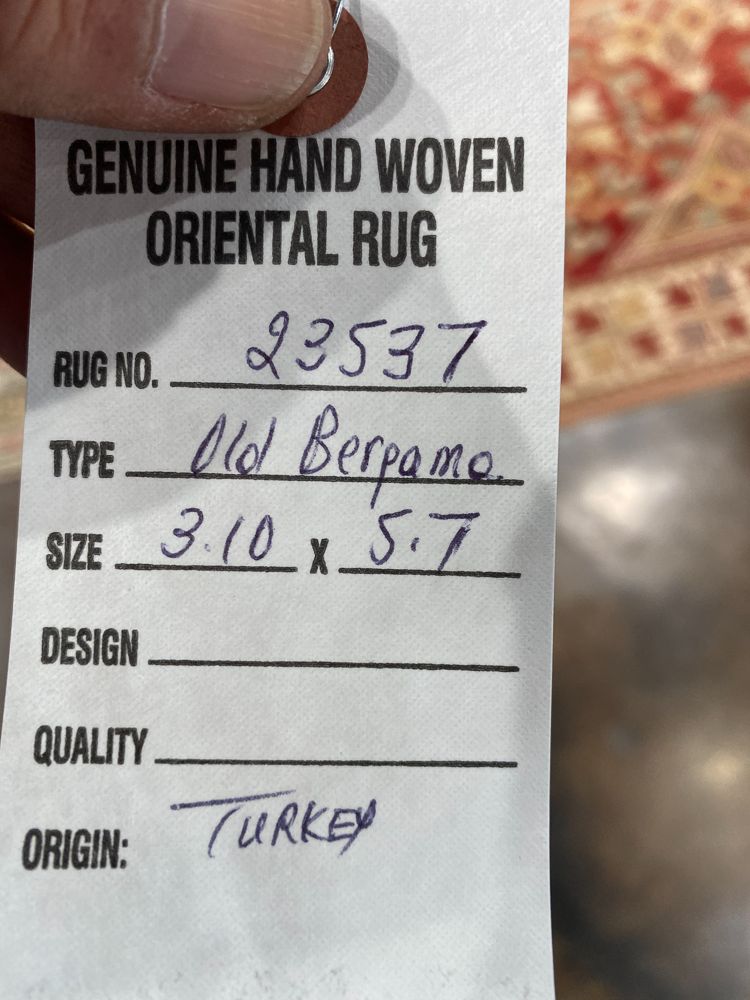 GENUINE HAND WOVEN
ORIENTAL RUG
RUG NO. 23537
TYPE Old Bergamo.
SIZE 3.10 X 5.7
DESIGN
QUALITY
ORIGIN: TURKEY